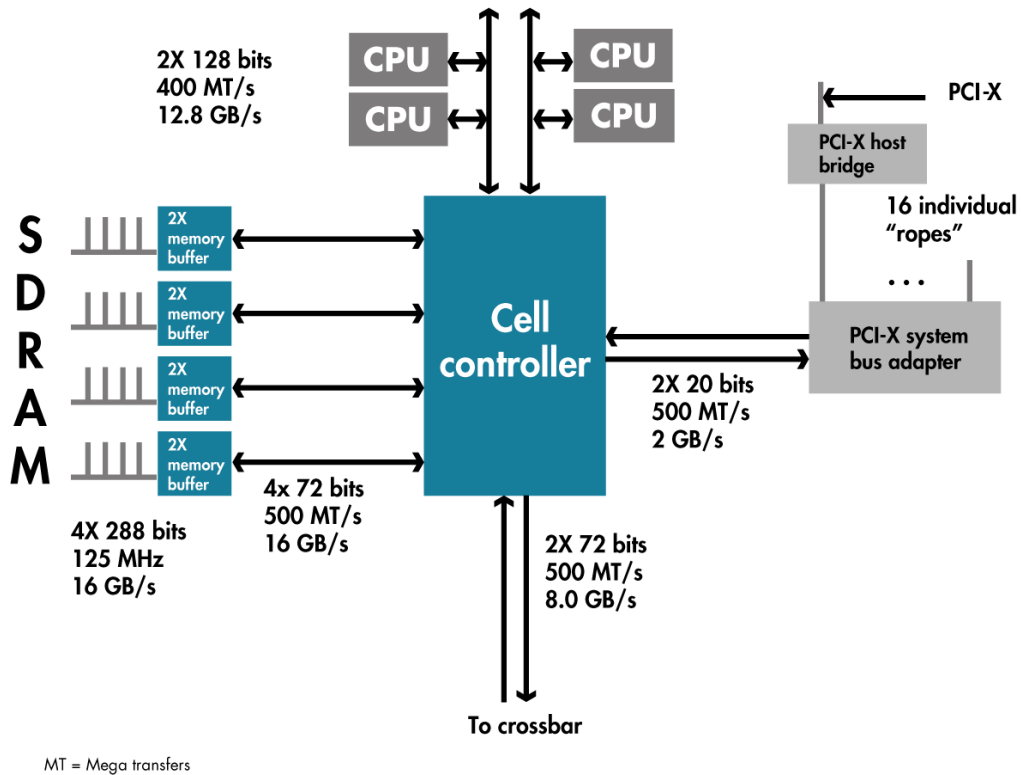 2X 128 bits
400 MT/s
12.8 GB/s
CPU
CPU
CPU
CPU
PCI-X
PCI-X host
bridge
16 individual
“ropes”
...
PCI-X system
bus adapter
S
D
R
A
M
2X
memory
buffer
2X
memory
buffer
2X
memory
buffer
2X
memory
buffer
Cell
controller
2X 20 bits
500 MT/s
2 GB/s
4x 72 bits
500 MT/s
16 GB/s
4X 288 bits
125 MHz
16 GB/s
2X 72 bits
500 MT/s
8.0 GB/s
To crossbar
MT = Mega transfers